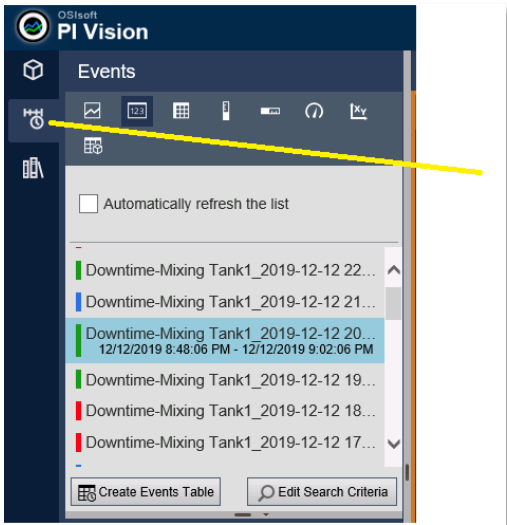 OSIsoft
PI Vision
Events
123
XY
Automatically refresh the list
Downtime-Mixing Tank1_2019-12-12 22...
Downtime-Mixing Tank1_2019-12-12 21...
Downtime-Mixing Tank1_2019-12-12 20...
12/12/2019 8:48:06 PM - 12/12/2019 9:02:06 PM
Downtime-Mixing Tank1_2019-12-12 19...
Downtime-Mixing Tank1_2019-12-12 18...
Downtime-Mixing Tank1_2019-12-12 17...
Create Events Table
Edit Search Criteria